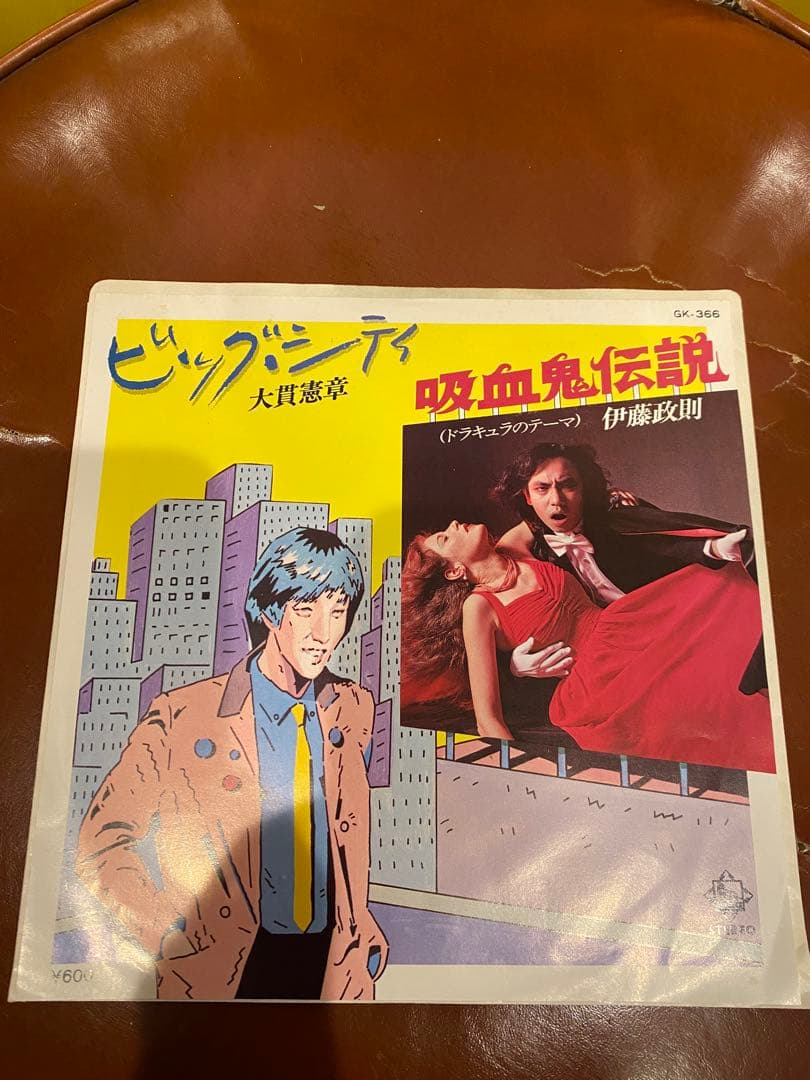 GK-366
ビッグ・シティ
大貫憲章
吸血鬼伝説
(ドラキュラのテーマ) 伊藤政則
STEREO
¥600